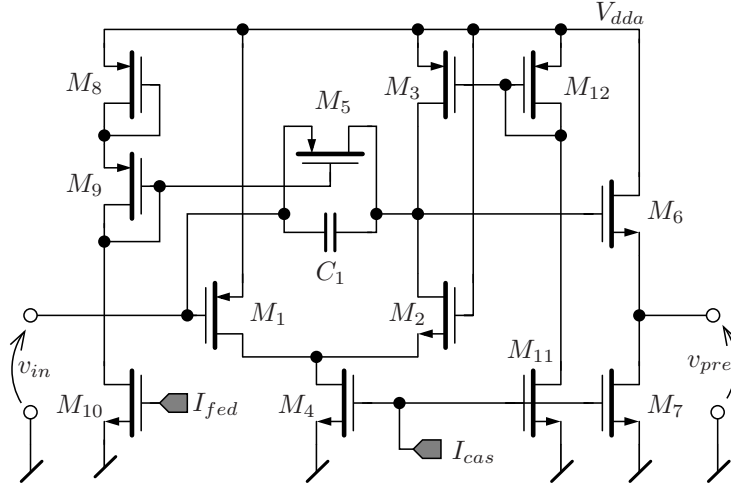 V_dda
M_8
M_5
M_3
M_12
M_9
M_6
C_1
M_1
M_2
v_in
M_11
v_pre
M_10
I_fed
M_4
M_7
I_cas